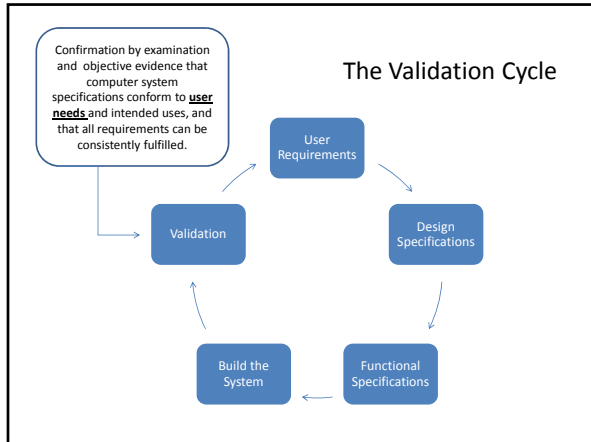 Confirmation by examination
and objective evidence that
computer system
specifications conform to user
needs and intended uses, and
that all requirements can be
consistently fulfilled.
The Validation Cycle
User
Requirements
Design
Specifications
Functional
Specifications
Build the
System
Validation